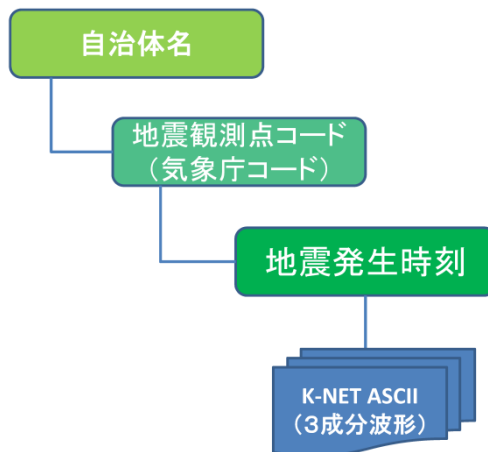 自治体名
地震観測点コード
（気象庁コード）
地震発生時刻
K-NET ASCII
（３成分波形）